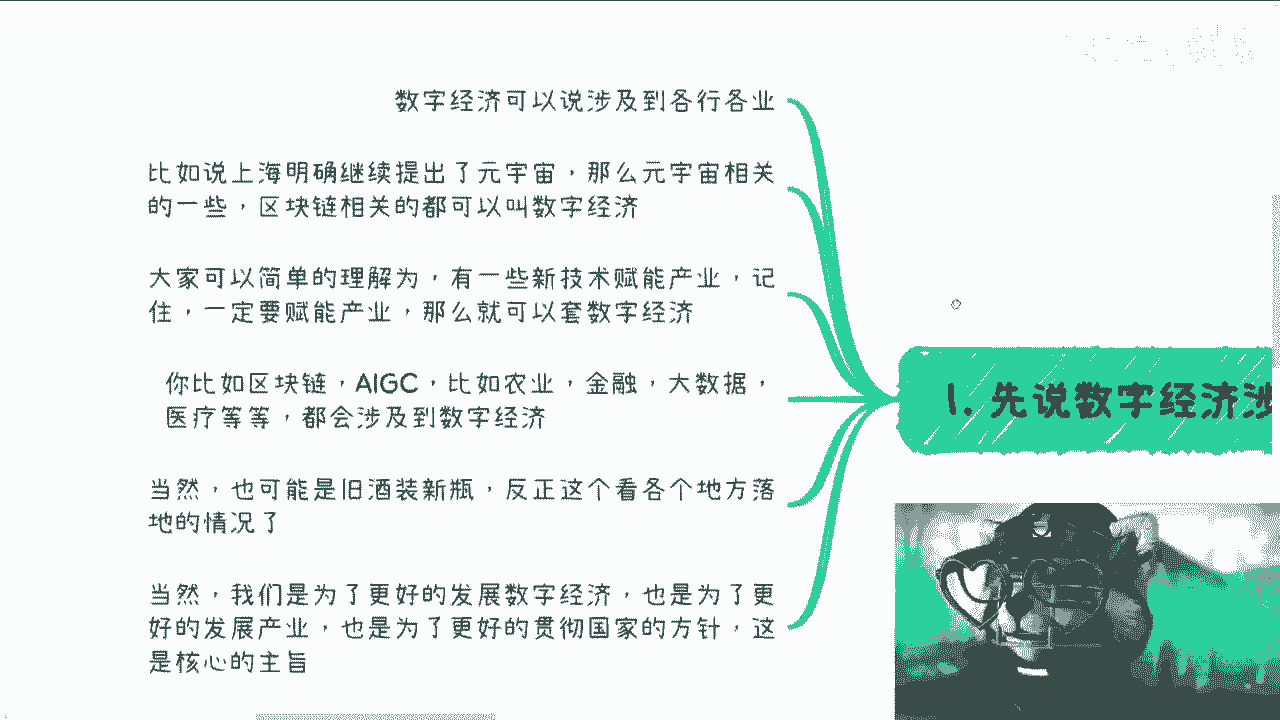 数字经济可以说涉及到各行各业
比如说上海明确继续提出了元宇宙，那么元宇宙相关
的一些，区块链相关的都可以叫数字经济
大家可以简单的理解为，有一些新技术赋能产业，记
住，一定要赋能产业，那么就可以套数字经济
你比如区块链，AIGC，比如农业，金融，大数据，
医疗等等，都会涉及到数字经济
当然，也可能是旧酒装新瓶，反正这个看各个地方落
地的情况了
当然，我们是为了更好的发展数字经济，也是为了更
好的发展产业，也是为了更好的贯彻国家的方针，这
是核心的主旨
1. 先说数字经济涉